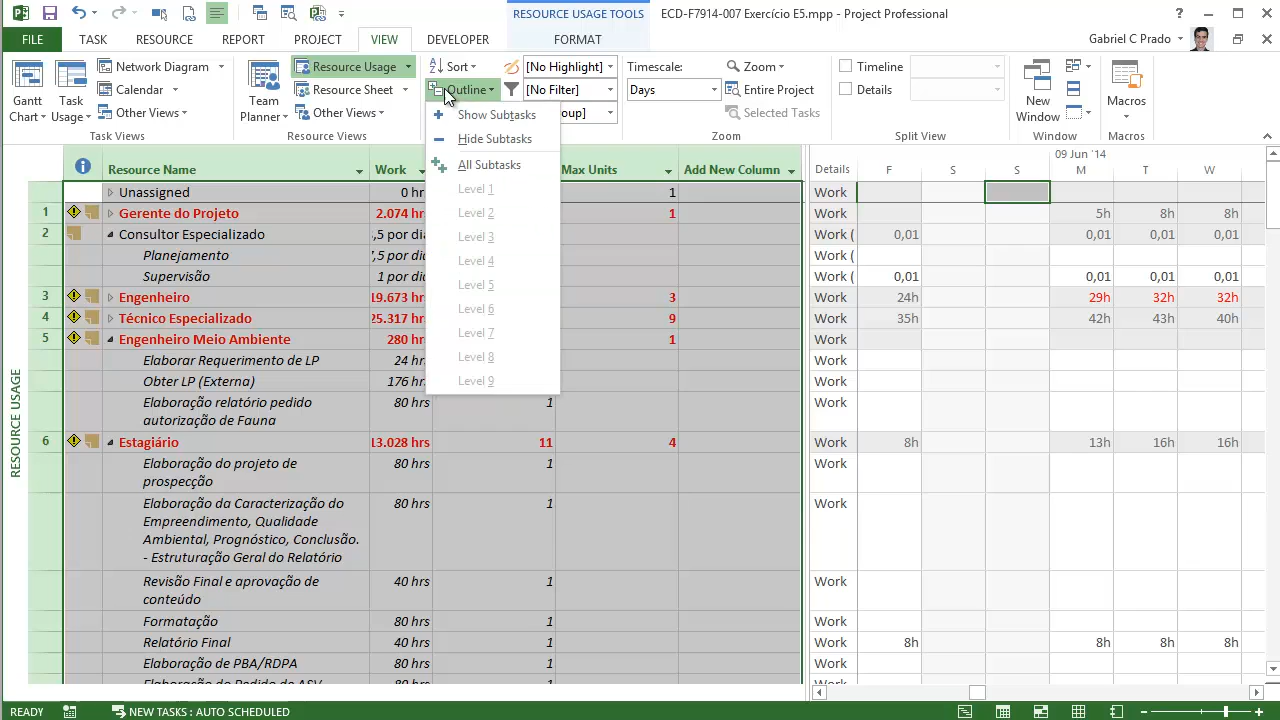 RESOURCE USAGE TOOLS
ECD-F7914-007 Exercício E5.mpp - Project Professional
FILE TASK RESOURCE REPORT PROJECT VIEW DEVELOPER FORMAT
Gabriel C Prado
Gantt Chart
Task Usage
Network Diagram
Calendar
Other Views
Task Views
Team Planner
Resource Usage
Resource Sheet
Other Views
Resource Views
Sort
Outline
[No Highlight]
[No Filter]
oup]
Timescale:
Days
Zoom
Entire Project
Selected Tasks
Zoom
Timeline
Details
Split View
New Window
Window
Macros
Macros
Show Subtasks
Hide Subtasks
All Subtasks
Level 1
Level 2
Level 3
Level 4
Level 5
Level 6
Level 7
Level 8
Level 9
RESOURCE USAGE
Resource Name Work Max Units Add New Column
Unassigned 0 hr 1
1 Gerente do Projeto 2.074 hr 1
2 Consultor Especializado ,5 por dia
Planejamento 7,5 por dia
Supervisão 1 por dia
3 Engenheiro 19.673 hr 3
4 Técnico Especializado 25.317 hr 9
5 Engenheiro Meio Ambiente 280 hr 1
Elaborar Requerimento de LP 24 hr
Obter LP (Externa) 176 hr
Elaboração relatório pedido 80 hrs 1
autorização de Fauna
6 Estagiário 13.028 hrs 11 4
Elaboração do projeto de 80 hrs 1
prospecção
Elaboração da Caracterização do 80 hrs 1
Empreendimento, Qualidade
Ambiental, Prognóstico, Conclusão.
- Estruturação Geral do Relatório
Revisão Final e aprovação de 40 hrs 1
conteúdo
Formatação 80 hrs 1
Relatório Final 40 hrs 1
Elaboração de PBA/RDPA 80 hrs 1
Elaboração do Pedido de ASV 80 hrs 1
09 Jun '14
Details F S S M T W
Work
Work 5h 8h 8h
Work ( 0,01 0,01 0,01 0,01
Work (
Work ( 0,01 0,01 0,01 0,01
Work 24h 29h 32h 32h
Work 35h 42h 43h 40h
Work
Work
Work
Work
Work 8h 13h 16h 16h
Work
Work
Work
Work
Work 8h 8h 8h 8h
Work
Work
READY NEW TASKS : AUTO SCHEDULED